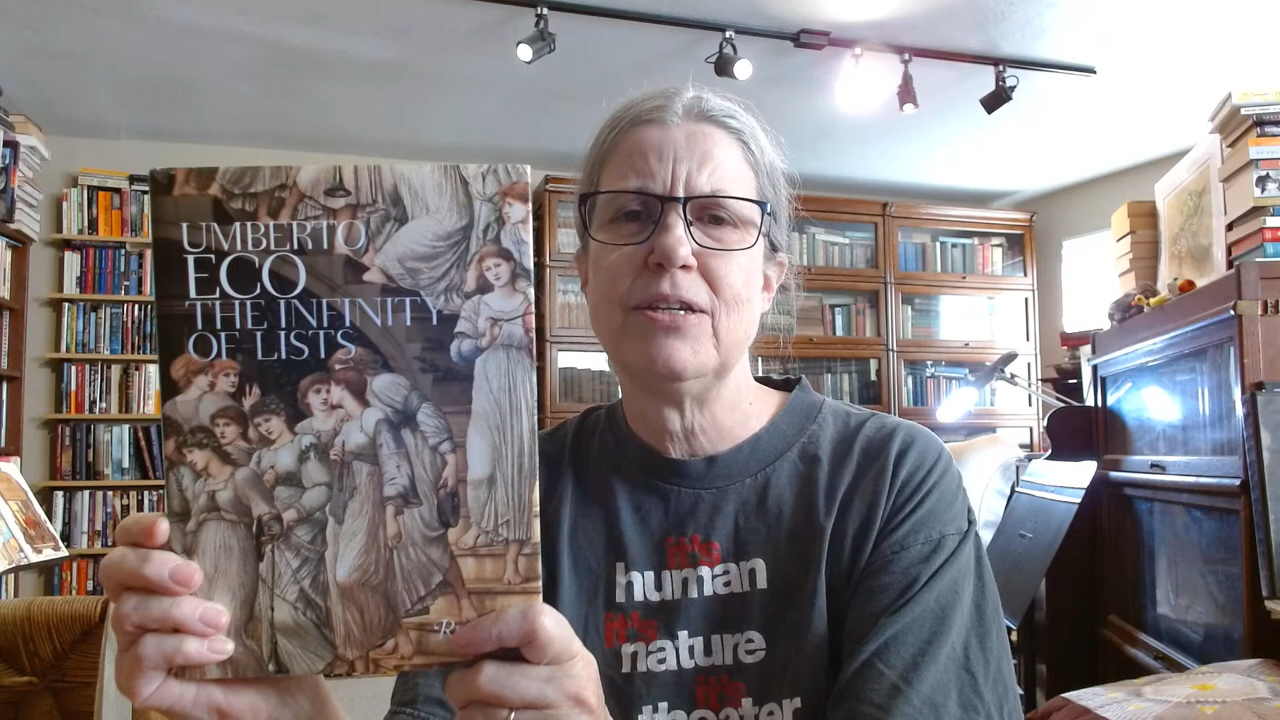 UMBERTO
ECO
THE INFINITY
OF LISTS
it's
human
it's
nature
it's
theater